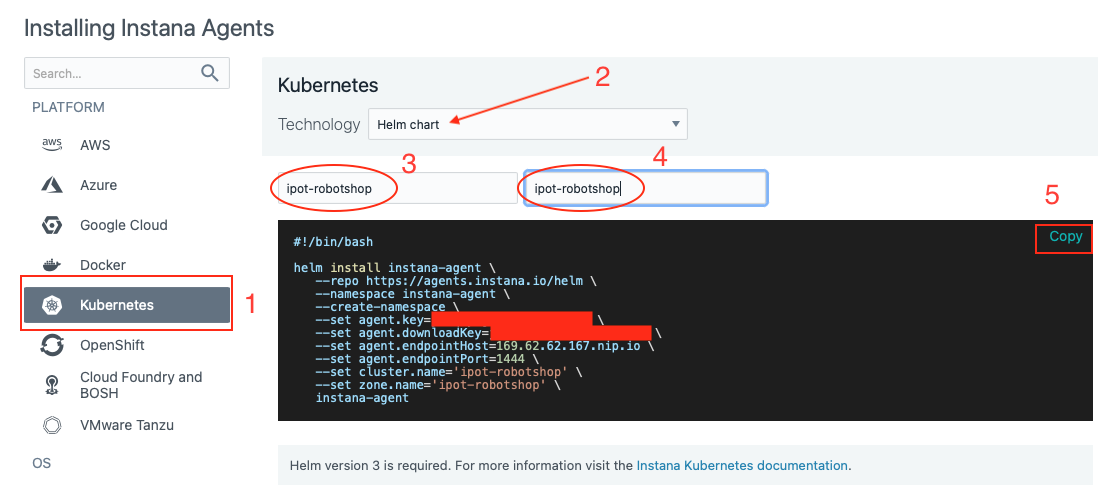 Installing Instana Agents
Search...
PLATFORM
aws AWS
Azure
Google Cloud
Docker
Kubernetes
1
OpenShift
Cloud Foundry and
BOSH
VMware Tanzu
OS
Kubernetes
2
Technology Helm chart
3
4
ipot-robotshop
ipot-robotshop
5
Copy
#!/bin/bash
helm install instana-agent \
--repo https://agents.instana.io/helm \
--namespace instana-agent \
--create-namespace \
--set agent.key= \
--set agent.downloadKey= \
--set agent.endpointHost=169.62.62.167.nip.io \
--set agent.endpointPort=1444 \
--set cluster.name='ipot-robotshop' \
--set zone.name='ipot-robotshop' \
instana-agent
Helm version 3 is required. For more information visit the Instana Kubernetes documentation.